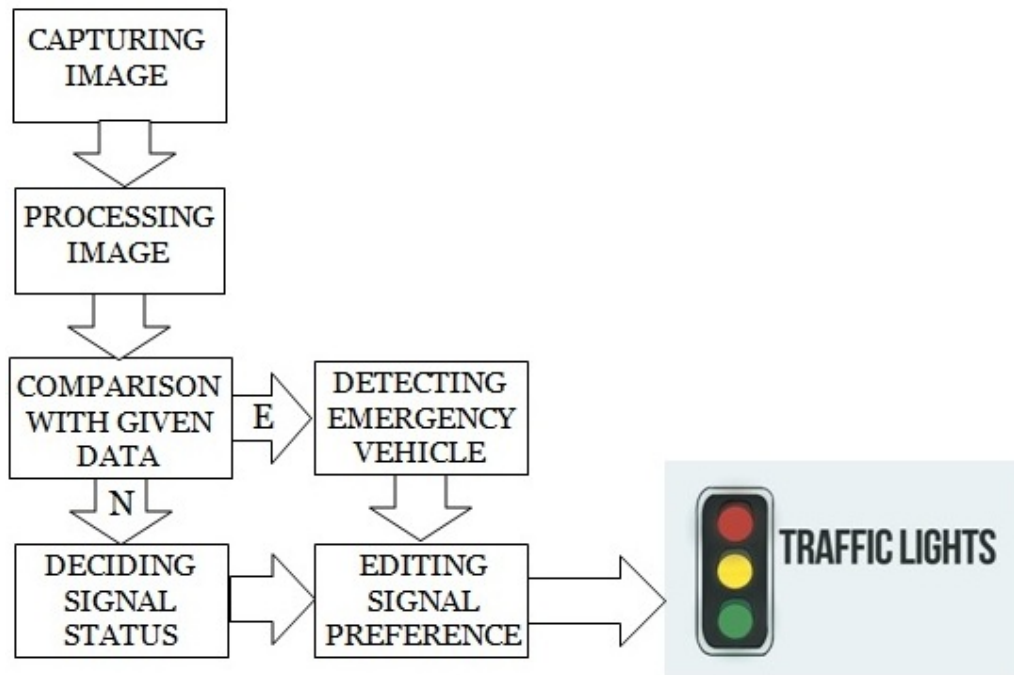 CAPTURING
IMAGE
PROCESSING
IMAGE
COMPARISON
WITH GIVEN
DATA
E
DETECTING
EMERGENCY
VEHICLE
N
DECIDING
SIGNAL
STATUS
EDITING
SIGNAL
PREFERENCE
TRAFFIC LIGHTS